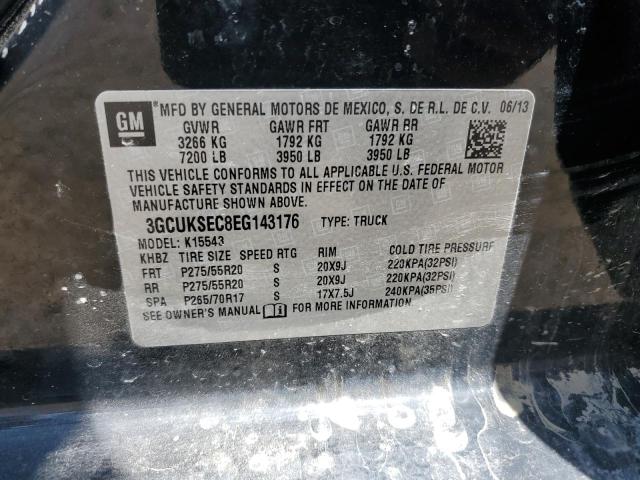 GM
*MFD BY GENERAL MOTORS DE MEXICO, S. DE R.L. DE C.V. 06/13
GVWR GAWR FRT GAWR RR
3266 KG 1792 KG 1792 KG
7200 LB 3950 LB 3950 LB
THIS VEHICLE CONFORMS TO ALL APPLICABLE U.S. FEDERAL MOTOR
VEHICLE SAFETY STANDARDS IN EFFECT ON THE DATE OF
MANUFACTURE SHOWN ABOVE.
3GCUKSEC8EG143176 TYPE: TRUCK
MODEL: K15543
KHBZ TIRE SIZE SPEED RTG RIM COLD TIRE PRESSURE
FRT P275/55R20 S 20X9J 220KPA(32PSI)
RR P275/55R20 S 20X9J 220KPA(32PSI)
SPA P265/70R17 S 17X7.5J 240KPA(35PSI)
SEE OWNER'S MANUAL FOR MORE INFORMATION.